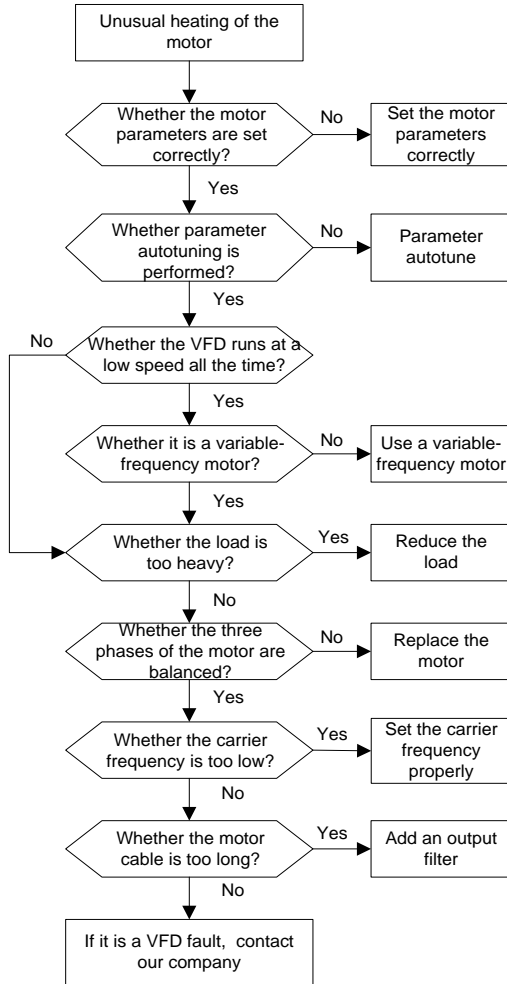 Unusual heating of the
motor
Whether the motor
parameters are set
correctly?
No
Set the motor
parameters
correctly
Yes
Whether parameter
autotuning is
performed?
No
Parameter
autotune
Yes
No
Whether the VFD runs at a
low speed all the time?
Yes
Whether it is a variable-
frequency motor?
No
Use a variable-
frequency motor
Yes
Whether the load is
too heavy?
Yes
Reduce the
load
No
Whether the three
phases of the motor are
balanced?
No
Replace the
motor
Yes
Whether the carrier
frequency is too low?
Yes
Set the carrier
frequency
properly
No
Whether the motor
cable is too long?
Yes
Add an output
filter
No
If it is a VFD fault, contact
our company